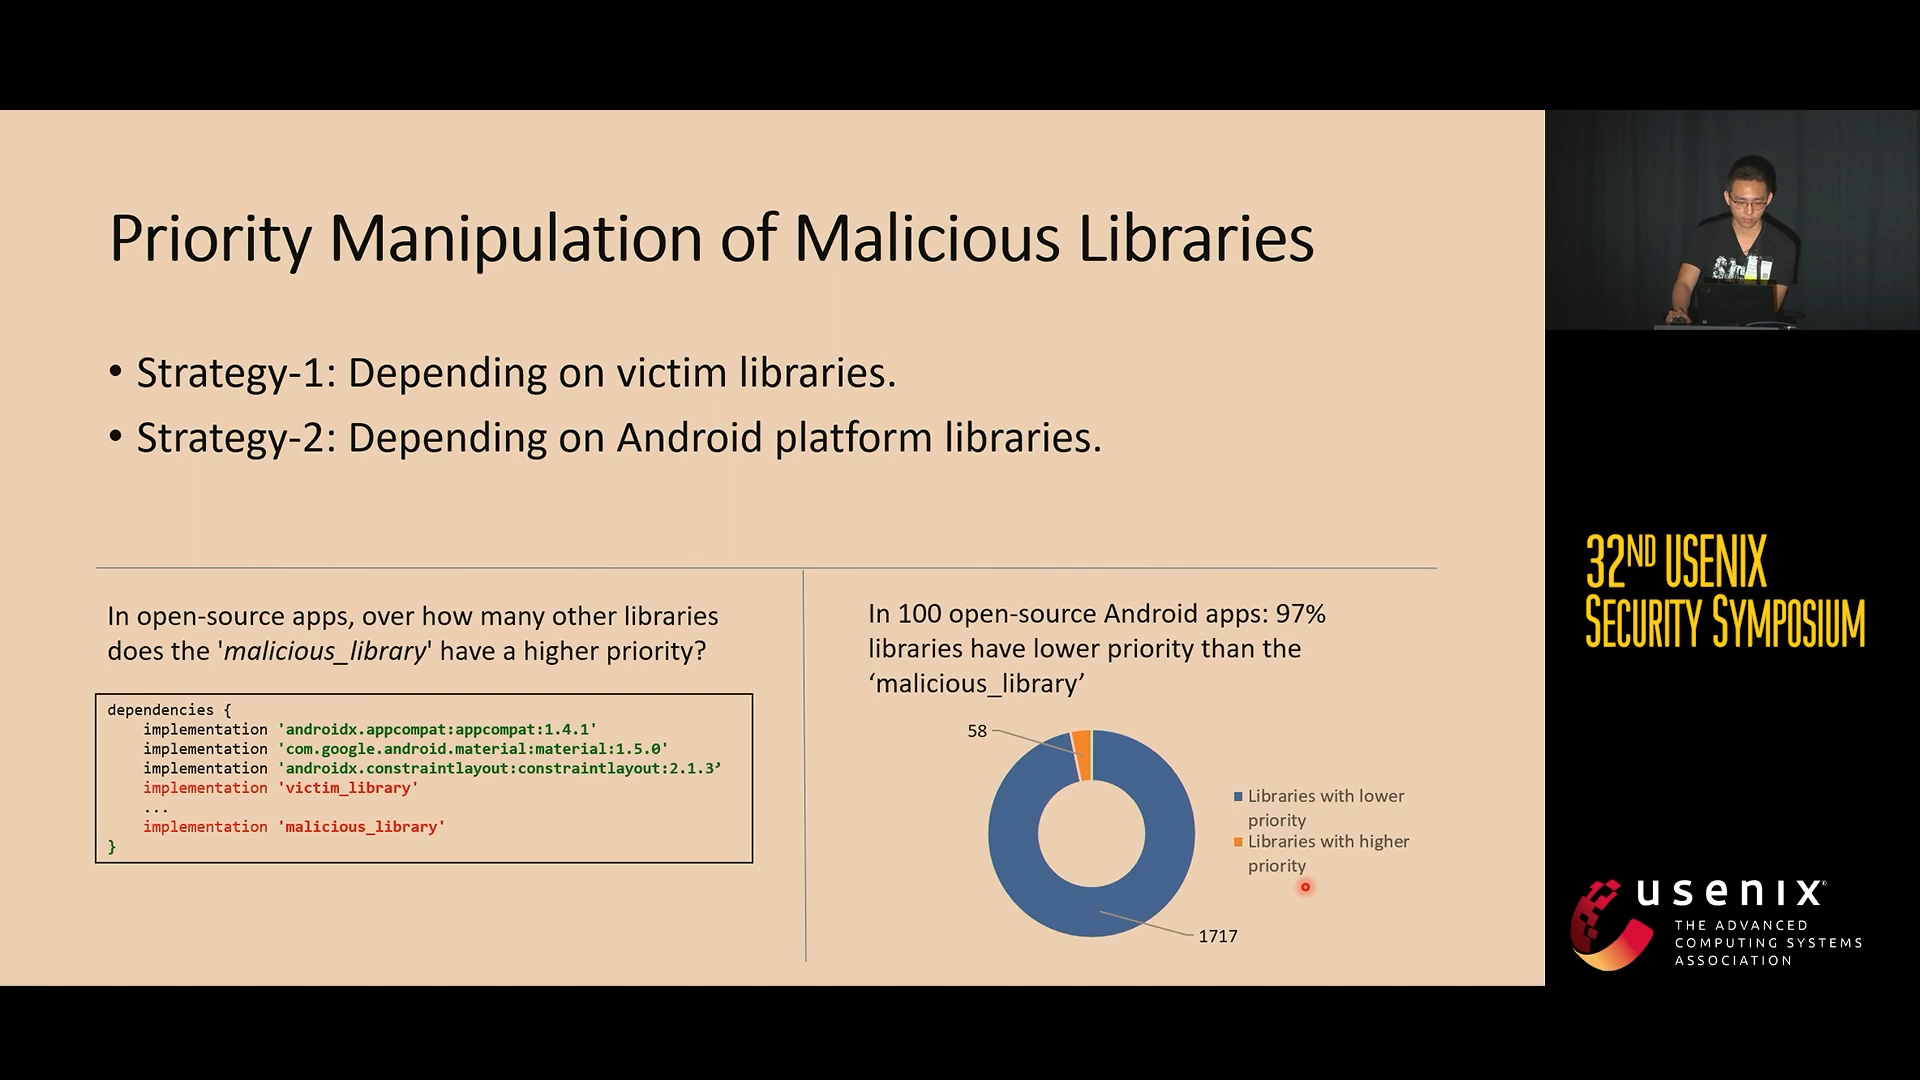 Priority Manipulation of Malicious Libraries
• Strategy-1: Depending on victim libraries.
• Strategy-2: Depending on Android platform libraries.
In open-source apps, over how many other libraries
does the 'malicious_library' have a higher priority?
dependencies {
    implementation 'androidx.appcompat:appcompat:1.4.1'
    implementation 'com.google.android.material:material:1.5.0'
    implementation 'androidx.constraintlayout:constraintlayout:2.1.3’
    implementation 'victim_library'
    ...
    implementation 'malicious_library'
}
In 100 open-source Android apps: 97%
libraries have lower priority than the
‘malicious_library’
58
Libraries with lower
priority
Libraries with higher
priority
1717
32ND USENIX
SECURITY SYMPOSIUM
usenix
THE ADVANCED
COMPUTING SYSTEMS
ASSOCIATION